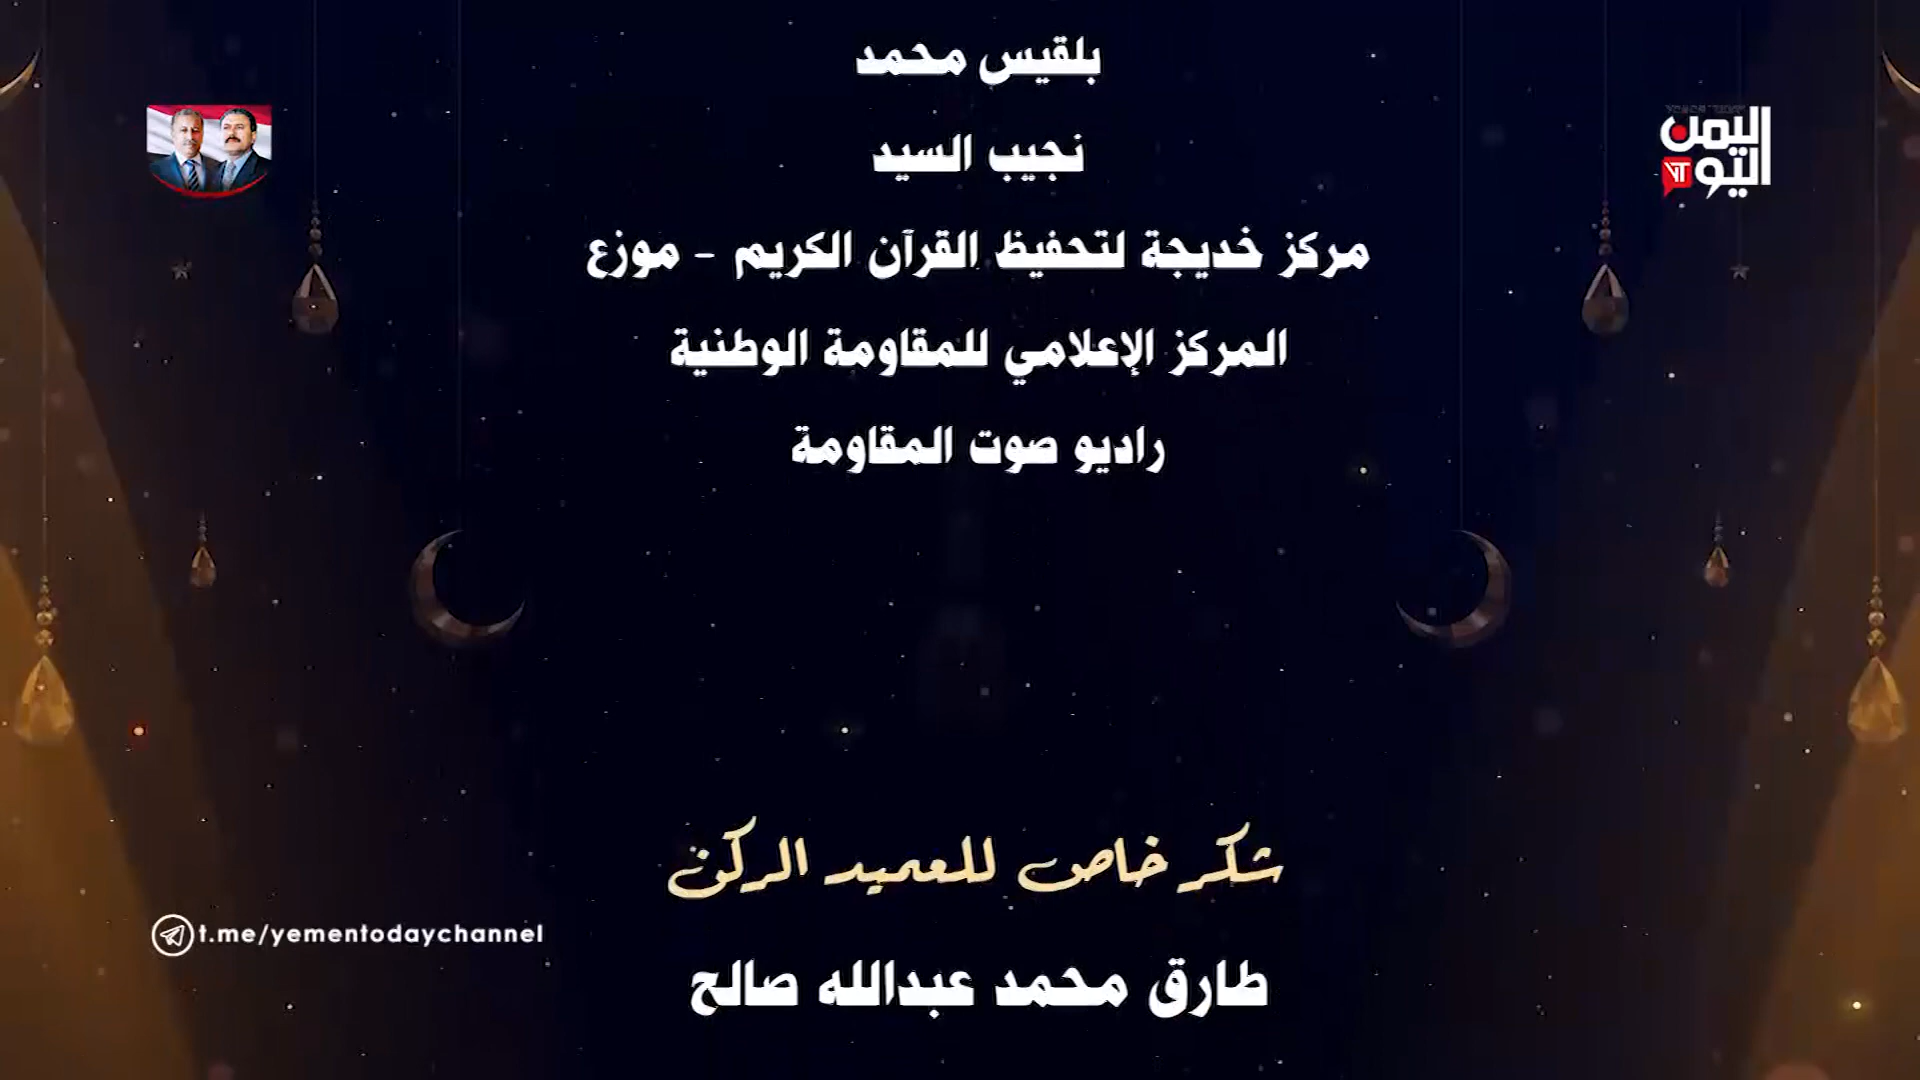 بلقيس محمد
نجيب السيد
مركز خديجة لتحفيظ القرآن الكريم - موزع
المركز الإعلامي للمقاومة الوطنية
راديو صوت المقاومة
شكر خاص للعميد الركن
طارق محمد عبدالله صالح
اليمن
اليوم
YT
t.me/yementodaychannel